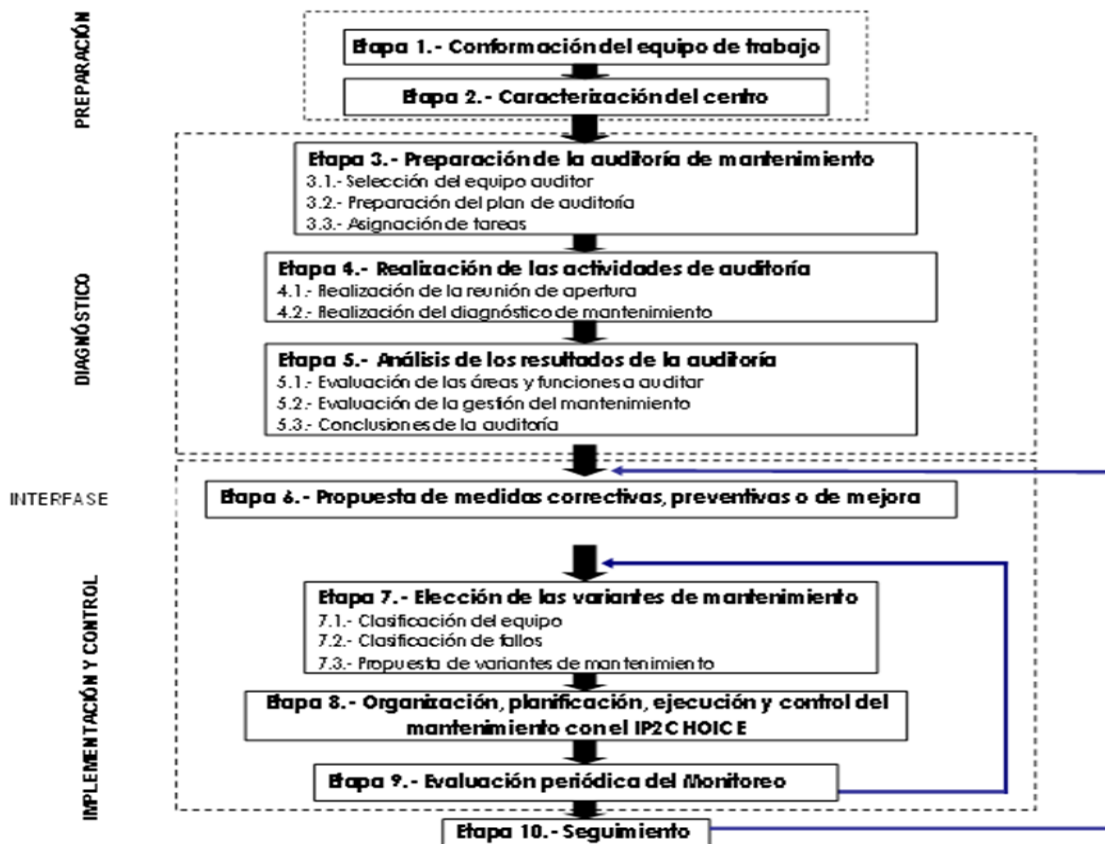 PREPARACIÓN
Etapa 1.- Conformación del equipo de trabajo
Etapa 2.- Caracterización del centro
DIAGNÓSTICO
Etapa 3.- Preparación de la auditoría de mantenimiento
3.1.- Selección del equipo auditor
3.2.- Preparación del plan de auditoría
3.3.- Asignación de tareas
Etapa 4.- Realización de las actividades de auditoría
4.1.- Realización de la reunión de apertura
4.2.- Realización del diagnóstico de mantenimiento
Etapa 5.- Análisis de los resultados de la auditoría
5.1.- Evaluación de las áreas y funciones a auditar
5.2.- Evaluación de la gestión del mantenimiento
5.3.- Conclusiones de la auditoría
INTERFASE
Etapa 6.- Propuesta de medidas correctivas, preventivas o de mejora
IMPLEMENTACIÓN Y CONTROL
Etapa 7.- Elección de las variantes de mantenimiento
7.1.- Clasificación del equipo
7.2.- Clasificación de fallos
7.3.- Propuesta de variantes de mantenimiento
Etapa 8.- Organización, planificación, ejecución y control del
mantenimiento con el IP2CHOICE
Etapa 9.- Evaluación periódica del Monitoreo
Etapa 10.- Seguimiento